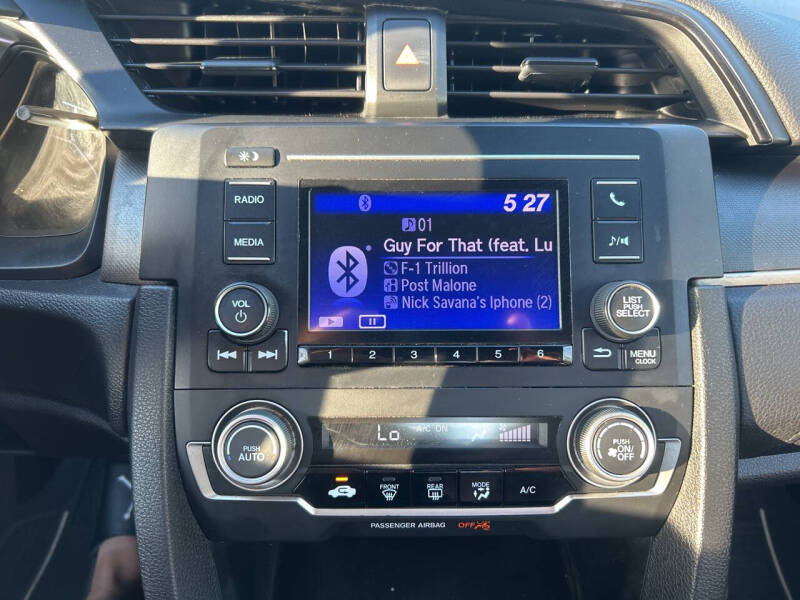 RADIO
MEDIA
VOL
5 27
01
Guy For That (feat. Lu
F-1 Trillion
Post Malone
Nick Savana's Iphone (2)
1 2 3 4 5 6
LIST
PUSH
SELECT
MENU
CLOCK
PUSH
AUTO
Lo
A/C ON
PUSH
ON/
OFF
FRONT
REAR
MODE
A/C
PASSENGER AIRBAG OFF